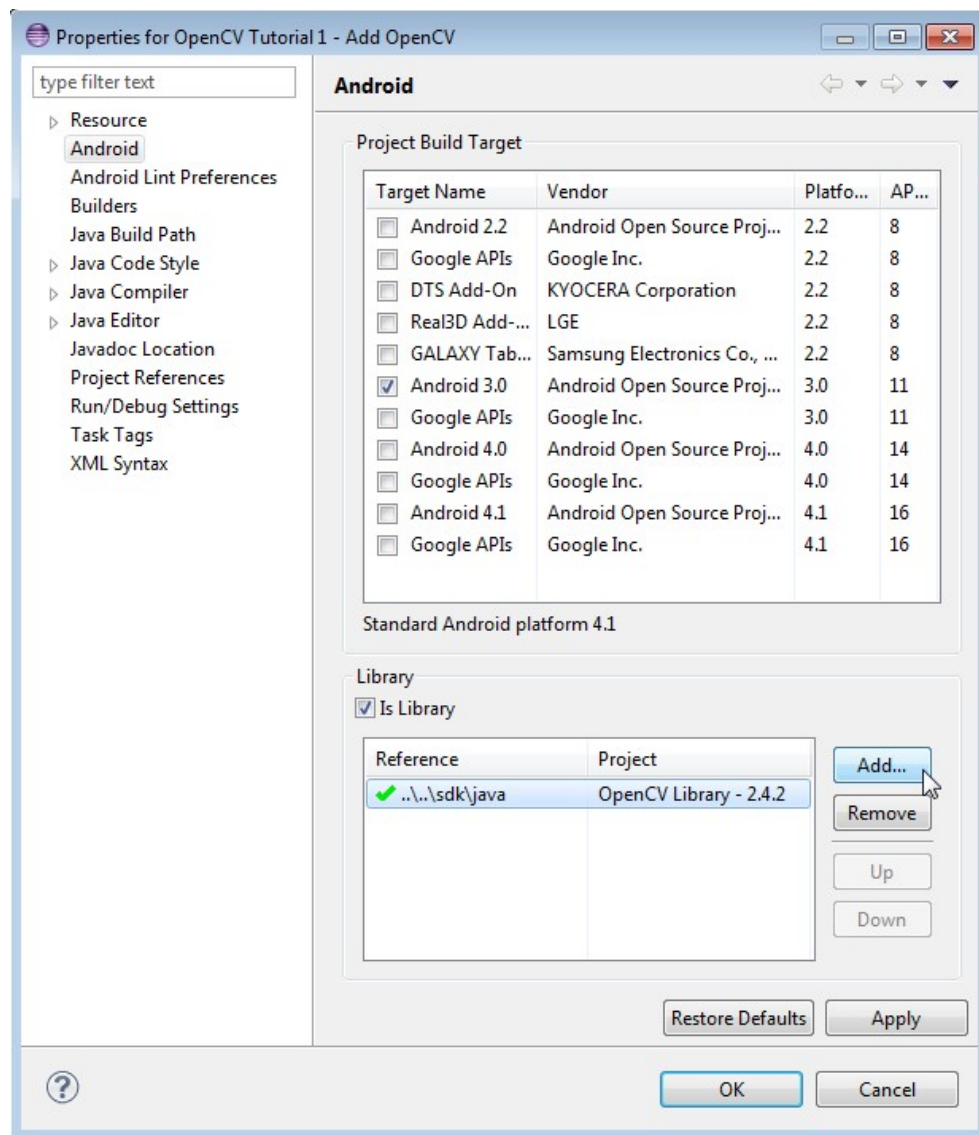 Properties for OpenCV Tutorial 1 - Add OpenCV
type filter text
Resource
Android
Android Lint Preferences
Builders
Java Build Path
Java Code Style
Java Compiler
Java Editor
Javadoc Location
Project References
Run/Debug Settings
Task Tags
XML Syntax
Android
Project Build Target
Target Name Vendor Platfo... AP...
Android 2.2 Android Open Source Proj... 2.2 8
Google APIs Google Inc. 2.2 8
DTS Add-On KYOCERA Corporation 2.2 8
Real3D Add-... LGE 2.2 8
GALAXY Tab... Samsung Electronics Co., ... 2.2 8
Android 3.0 Android Open Source Proj... 3.0 11
Google APIs Google Inc. 3.0 11
Android 4.0 Android Open Source Proj... 4.0 14
Google APIs Google Inc. 4.0 14
Android 4.1 Android Open Source Proj... 4.1 16
Google APIs Google Inc. 4.1 16
Standard Android platform 4.1
Library
Is Library
Reference Project
..\..\sdk\java OpenCV Library - 2.4.2
Add...
Remove
Up
Down
Restore Defaults Apply
? OK Cancel